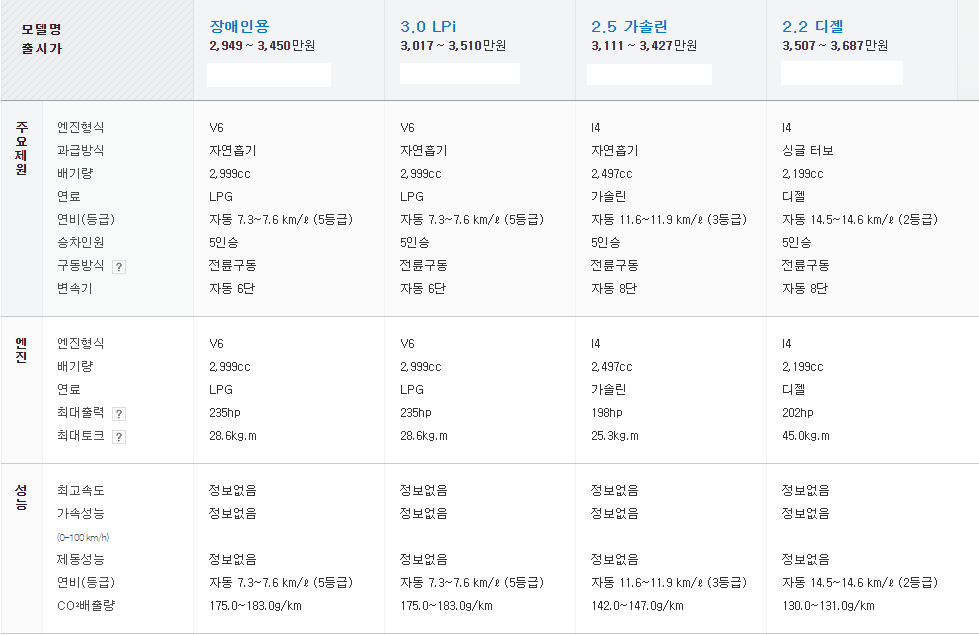 모델명 장애인용 3.0 LPi 2.5 가솔린 2.2 디젤
출시가 2,949 ~ 3,450만원 3,017 ~ 3,510만원 3,111 ~ 3,427만원 3,507 ~ 3,687만원
주요제원
엔진형식 V6 V6 I4 I4
과급방식 자연흡기 자연흡기 자연흡기 싱글 터보
배기량 2,999cc 2,999cc 2,497cc 2,199cc
연료 LPG LPG 가솔린 디젤
연비(등급) 자동 7.3~7.6 km/ℓ (5등급) 자동 7.3~7.6 km/ℓ (5등급) 자동 11.6~11.9 km/ℓ (3등급) 자동 14.5~14.6 km/ℓ (2등급)
승차인원 5인승 5인승 5인승 5인승
구동방식 ? 전륜구동 전륜구동 전륜구동 전륜구동
변속기 자동 6단 자동 6단 자동 8단 자동 8단
엔진
엔진형식 V6 V6 I4 I4
배기량 2,999cc 2,999cc 2,497cc 2,199cc
연료 LPG LPG 가솔린 디젤
최대출력 ? 235hp 235hp 198hp 202hp
최대토크 ? 28.6kg.m 28.6kg.m 25.3kg.m 45.0kg.m
성능
최고속도 정보없음 정보없음 정보없음 정보없음
가속성능 정보없음 정보없음 정보없음 정보없음
(0-100 km/h)
제동성능 정보없음 정보없음 정보없음 정보없음
연비(등급) 자동 7.3~7.6 km/ℓ (5등급) 자동 7.3~7.6 km/ℓ (5등급) 자동 11.6~11.9 km/ℓ (3등급) 자동 14.5~14.6 km/ℓ (2등급)
CO²배출량 175.0~183.0g/km 175.0~183.0g/km 142.0~147.0g/km 130.0~131.0g/km